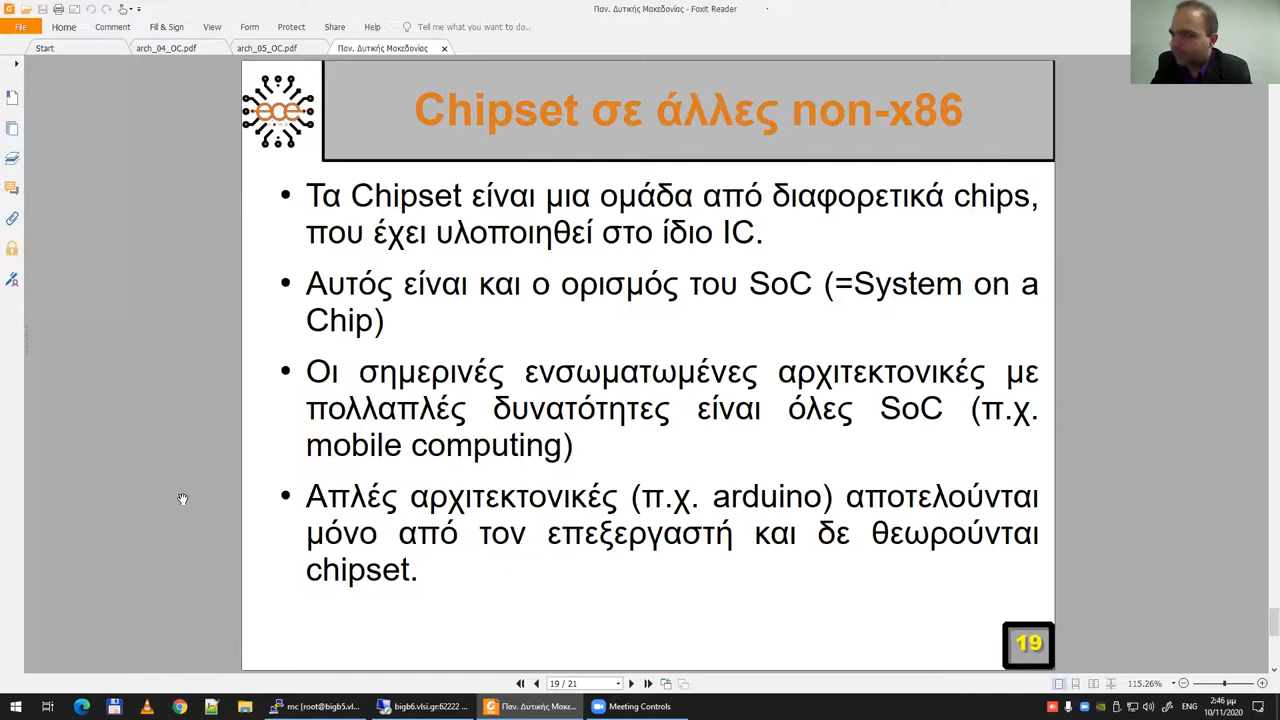 Παν. Δυτικής Μακεδονίας - Foxit Reader
File Home Comment Fill & Sign View Form Protect Share Help Tell me what you want to do..
Start arch_04_OC.pdf arch_05_OC.pdf Παν. Δυτικής Μακεδονίας
ece
Chipset σε άλλες non-x86
• Τα Chipset είναι μια ομάδα από διαφορετικά chips,
που έχει υλοποιηθεί στο ίδιο IC.
• Αυτός είναι και ο ορισμός του SoC (=System on a
Chip)
• Οι σημερινές ενσωματωμένες αρχιτεκτονικές με
πολλαπλές δυνατότητες είναι όλες SoC (π.χ.
mobile computing)
• Απλές αρχιτεκτονικές (π.χ. arduino) αποτελούνται
μόνο από τον επεξεργαστή και δε θεωρούνται
chipset.
19
19 / 21 115.26%
mc [root@bigb5.vl... bigb6.vlsi.gr:62222 ... Παν. Δυτικής Μακε... Meeting Controls ENG 2:46 μμ
10/11/2020